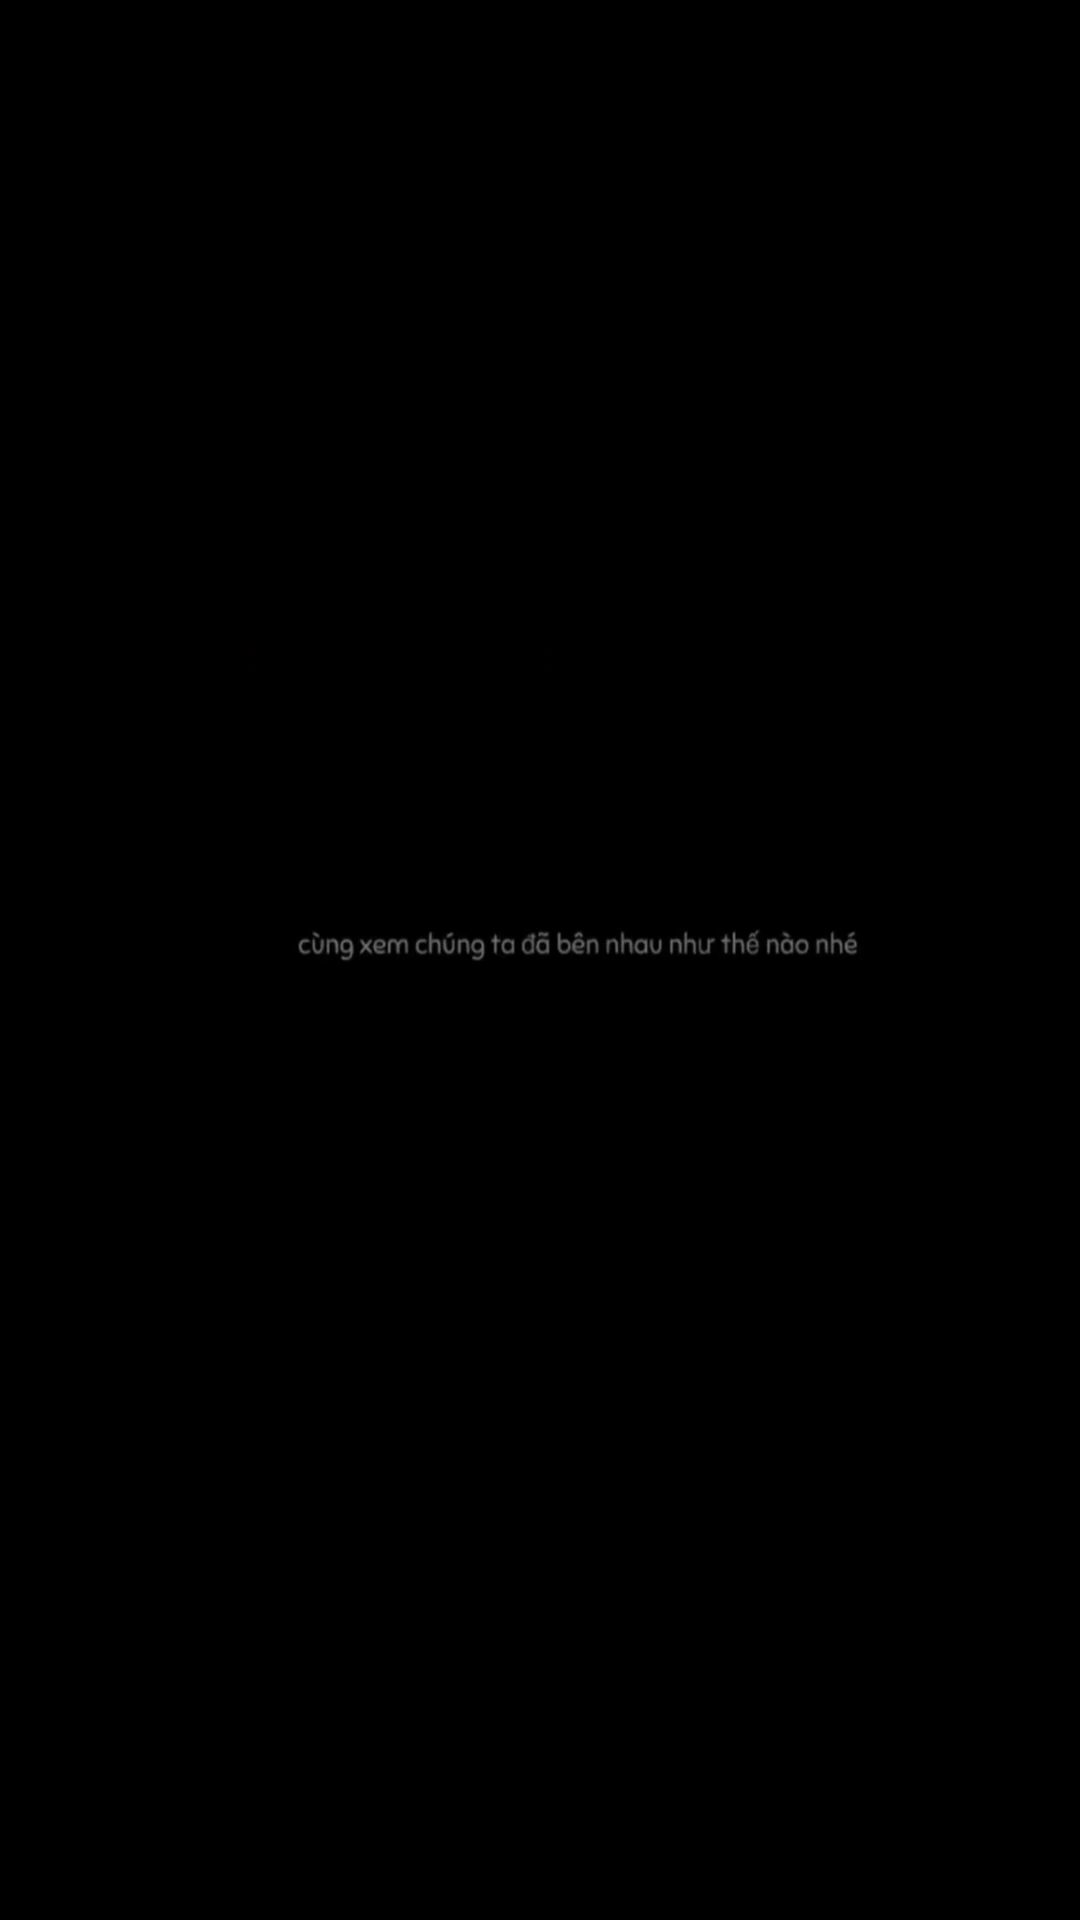 cùng xem chúng ta đã bên nhau như thế nào nhé